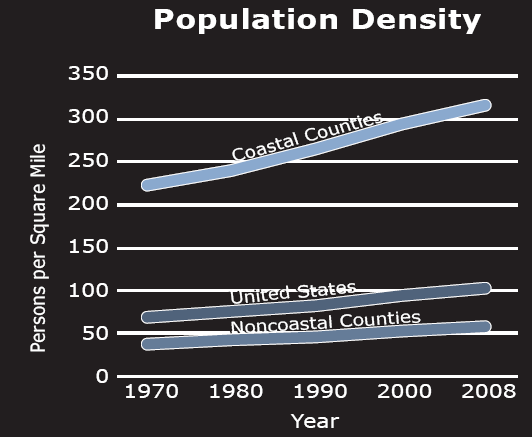 Population Density
Persons per Square Mile
350
300
250
200
150
100
50
0
Coastal Counties
United States
Noncoastal Counties
1970 1980 1990 2000 2008
Year